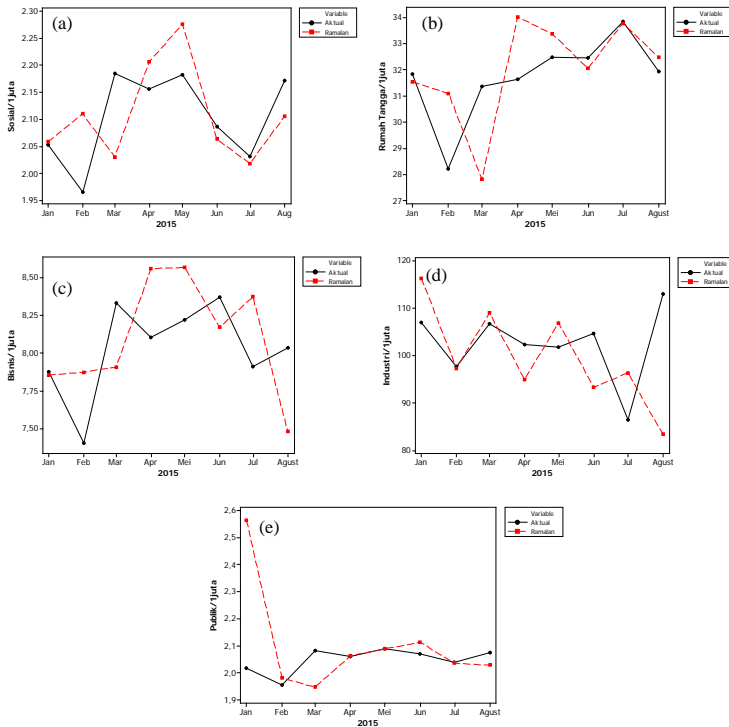 (a)
Variable
Aktual
Ramalan
2.30
2.25
2.20
2.15
2.10
2.05
2.00
1.95
Sosial/1juta
Jan Feb Mar Apr May Jun Jul Aug
2015
(b)
Variable
Aktual
Ramalan
34
33
32
31
30
29
28
27
Rumah Tangga/1juta
Jan Feb Mar Apr Mei Jun Jul Agust
2015
(c)
Variable
Aktual
Ramalan
8,50
8,25
8,00
7,75
7,50
Bisnis/1juta
Jan Feb Mar Apr Mei Jun Jul Agust
2015
(d)
Variable
Aktual
Ramalan
120
110
100
90
80
Industri/1juta
Jan Feb Mar Apr Mei Jun Jul Agust
2015
(e)
Variable
Aktual
Ramalan
2,6
2,5
2,4
2,3
2,2
2,1
2,0
1,9
Publik/1juta
Jan Feb Mar Apr Mei Jun Jul Agust
2015